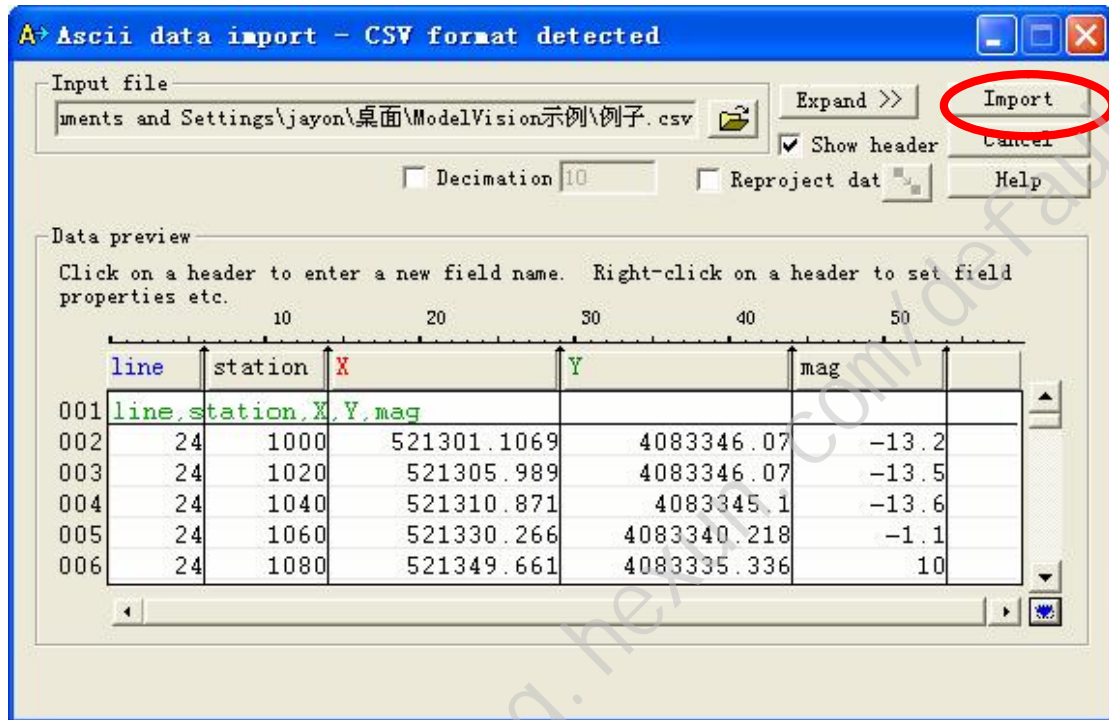 Ascii data import - CSV format detected
Input file
ments and Settings\jayon\桌面\ModelVision示例\例子.csv
Expand >>
Import
Show header
Cancel
Decimation 10
Reproject dat
Help
Data preview
Click on a header to enter a new field name. Right-click on a header to set field
properties etc.
10 20 30 40 50
line station X Y mag
001 line,station,X,Y,mag
002 24 1000 521301.1069 4083346.07 -13.2
003 24 1020 521305.989 4083346.07 -13.5
004 24 1040 521310.871 4083345.1 -13.6
005 24 1060 521330.266 4083340.218 -1.1
006 24 1080 521349.661 4083335.336 10
g.hexun.com/defau